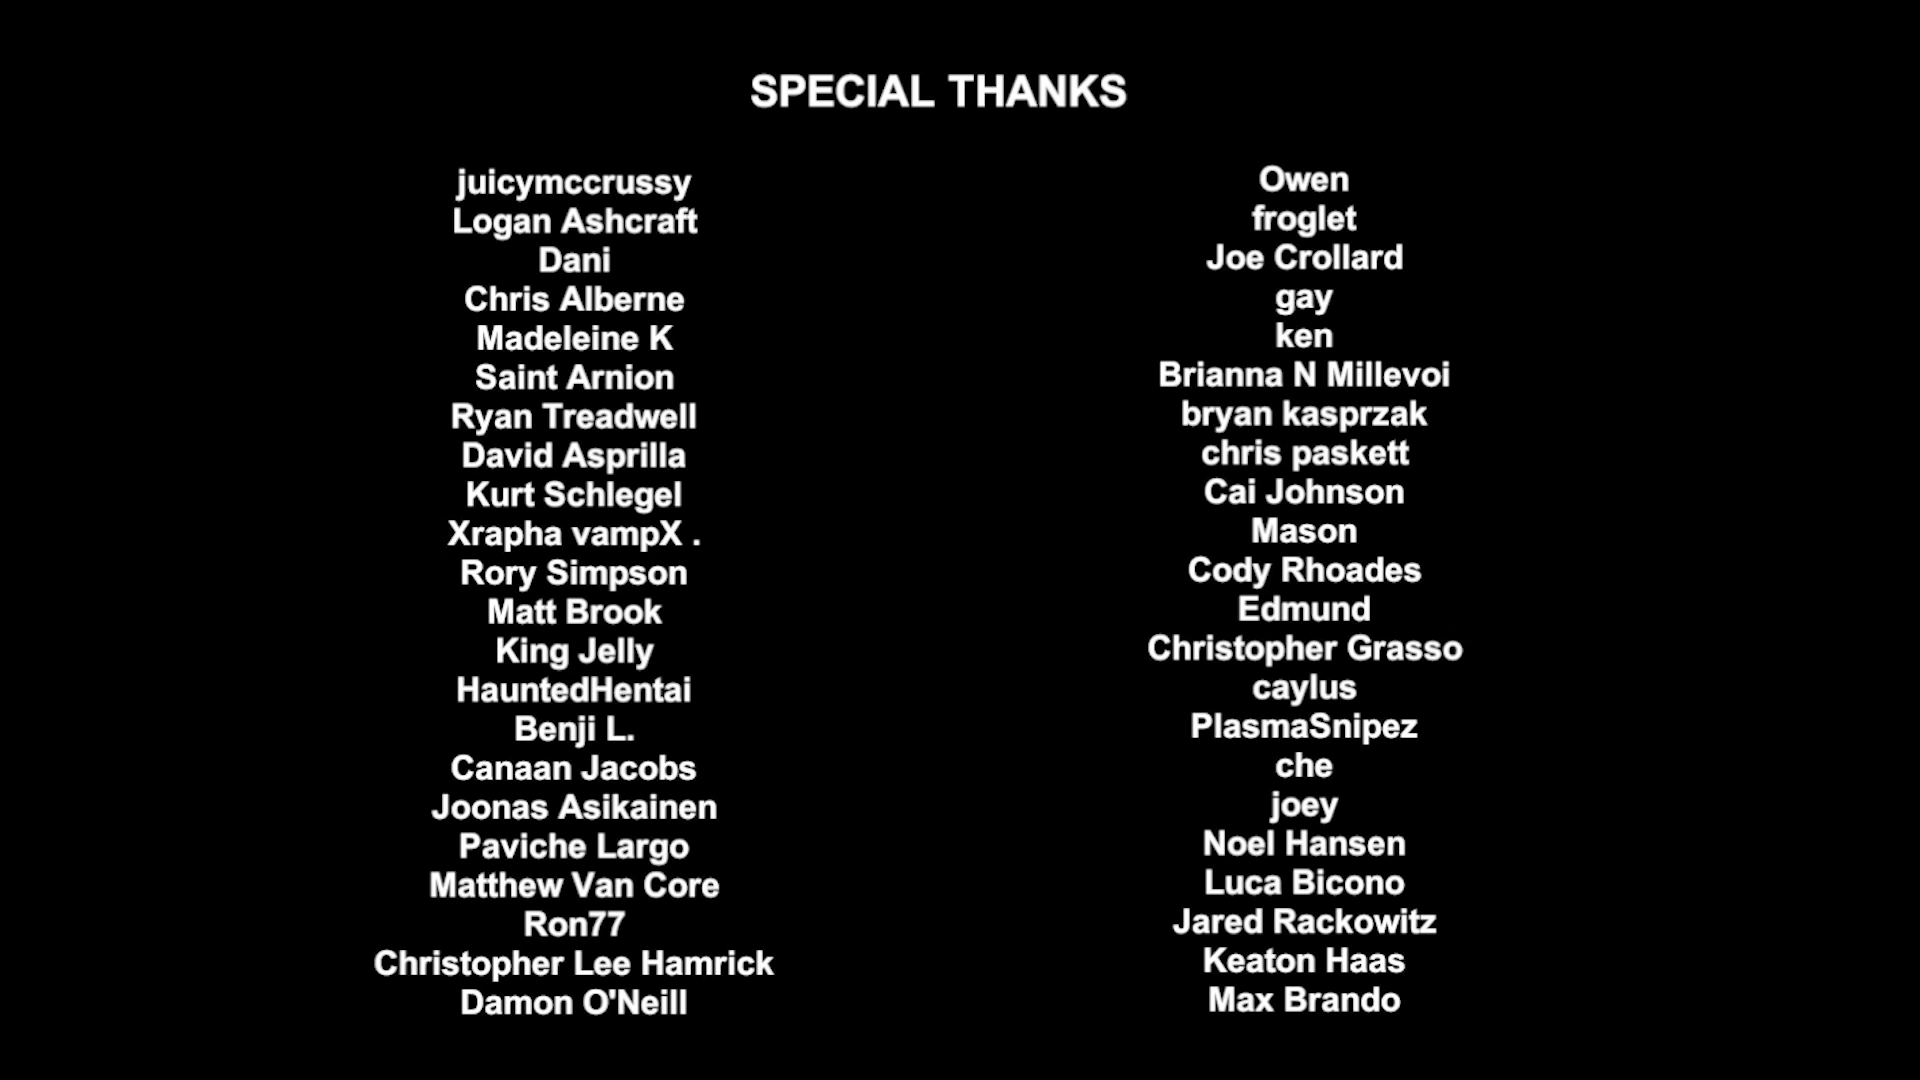 SPECIAL THANKS
juicymccrussy
Logan Ashcraft
Dani
Chris Alberne
Madeleine K
Saint Arnion
Ryan Treadwell
David Asprilla
Kurt Schlegel
Xrapha vampX .
Rory Simpson
Matt Brook
King Jelly
HauntedHentai
Benji L.
Canaan Jacobs
Joonas Asikainen
Paviche Largo
Matthew Van Core
Ron77
Christopher Lee Hamrick
Damon O'Neill
Owen
froglet
Joe Crollard
gay
ken
Brianna N Millevoi
bryan kasprzak
chris paskett
Cai Johnson
Mason
Cody Rhoades
Edmund
Christopher Grasso
caylus
PlasmaSnipez
che
joey
Noel Hansen
Luca Bicono
Jared Rackowitz
Keaton Haas
Max Brando